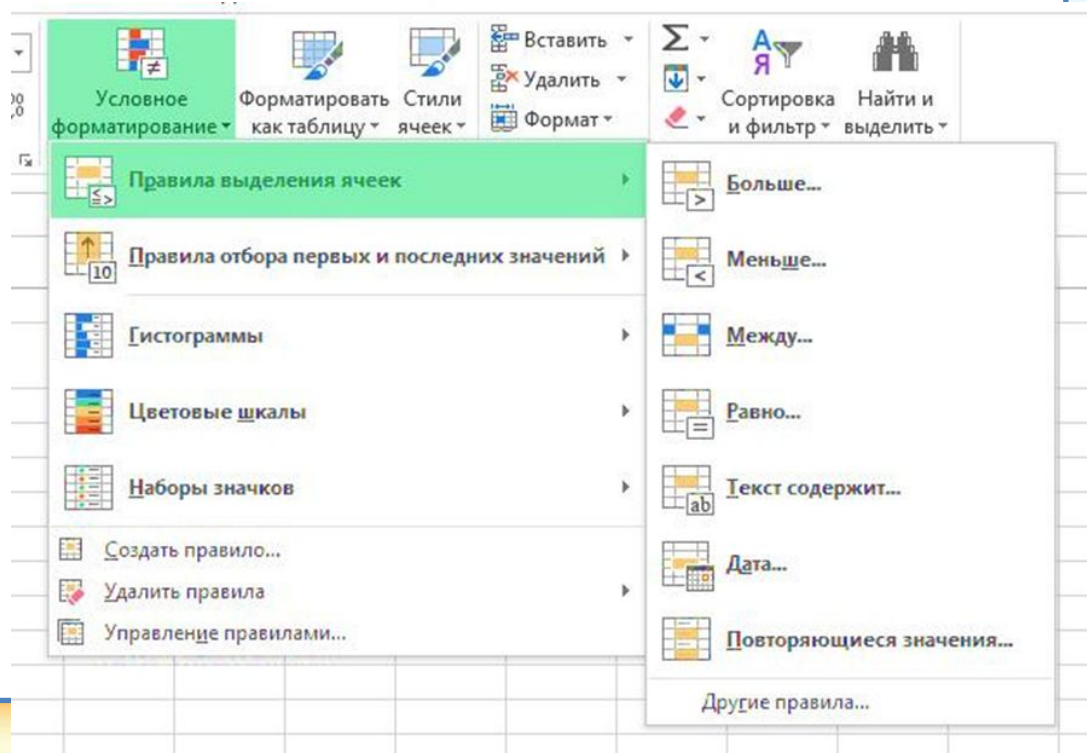 Условное
форматирование
Форматировать
как таблицу
Стили
ячеек
Вставить
Удалить
Формат
Σ
А
Я
Сортировка
и фильтр
Найти и
выделить
Правила выделения ячеек
Правила отбора первых и последних значений
10
Гистограммы
Цветовые шкалы
Наборы значков
Создать правило...
Удалить правила
Управление правилами...
Больше...
>
Меньше...
<
Между...
Равно...
=
Текст содержит...
ab
Дата...
Повторяющиеся значения...
Другие правила...